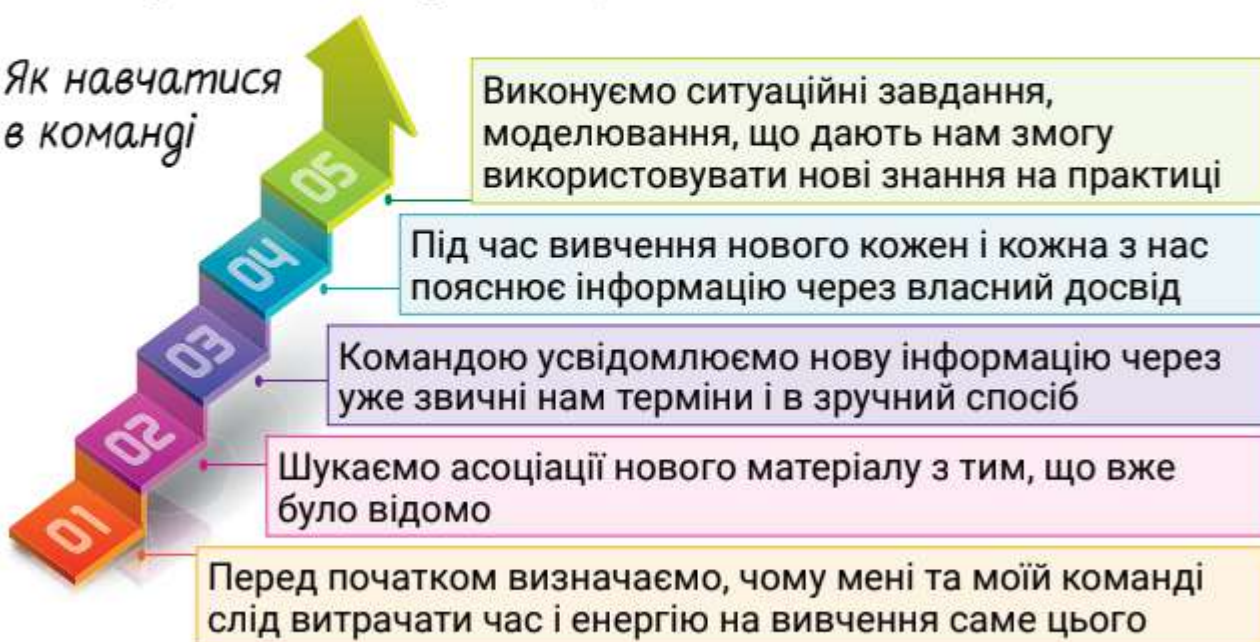 Як навчатися
в команді
05
Виконуємо ситуаційні завдання,
моделювання, що дають нам змогу
використовувати нові знання на практиці
04
Під час вивчення нового кожен і кожна з нас
пояснює інформацію через власний досвід
03
Командою усвідомлюємо нову інформацію через
уже звичні нам терміни і в зручний спосіб
02
Шукаємо асоціації нового матеріалу з тим, що вже
було відомо
01
Перед початком визначаємо, чому мені та моїй команді
слід витрачати час і енергію на вивчення саме цього